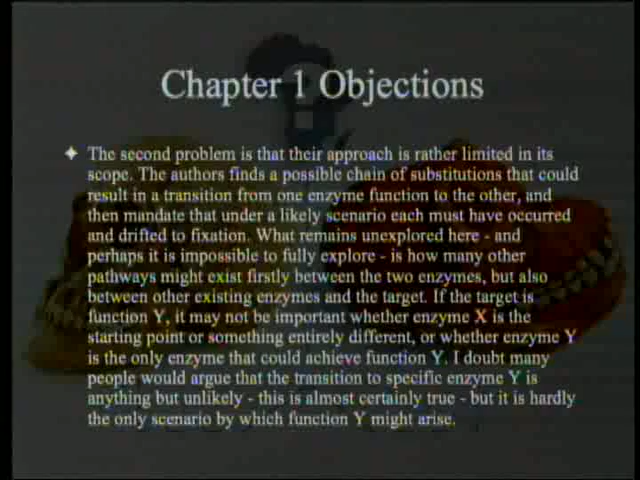 Chapter 1 Objections
The second problem is that their approach is rather limited in its
scope. The authors finds a possible chain of substitutions that could
result in a transition from one enzyme function to the other, and
then mandate that under a likely scenario each must have occurred
and drifted to fixation. What remains unexplored here - and
perhaps it is impossible to fully explore - is how many other
pathways might exist firstly between the two enzymes, but also
between other existing enzymes and the target. If the target is
function Y, it may not be important whether enzyme X is the
starting point or something entirely different, or whether enzyme Y
is the only enzyme that could achieve function Y. I doubt many
people would argue that the transition to specific enzyme Y is
anything but unlikely - this is almost certainly true - but it is hardly
the only scenario by which function Y might arise.